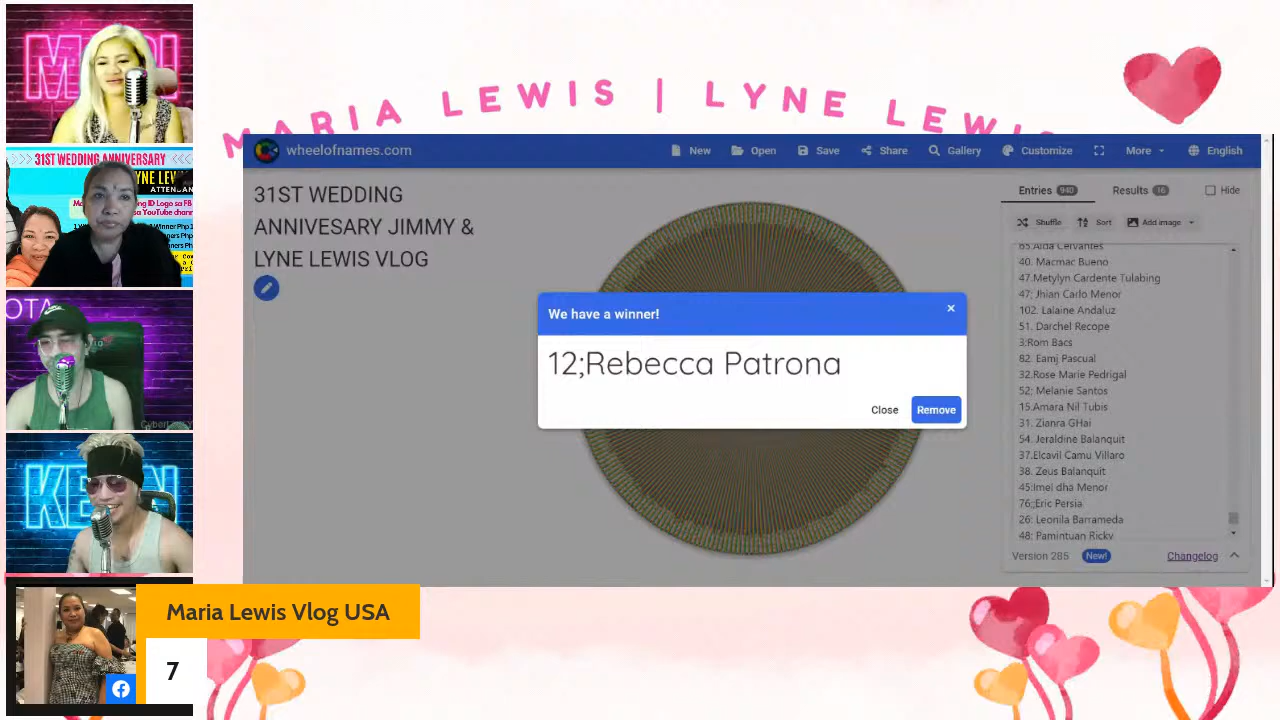 MARIA LEWIS | LYNE LEWIS
31ST WEDDING ANNIVERSARY
KEVIN
wheelofnames.com
New
Open
Save
Share
Gallery
Customize
More
English
31ST WEDDING
ANNIVESARY JIMMY &
LYNE LEWIS VLOG
We have a winner!
×
12;Rebecca Patrona
Close
Remove
Entries 940
Results 16
Hide
Shuffle
Sort
Add image
65.Alda Cervantes
40. Macmac Bueno
47.Metylyn Cardente Tulabing
47; Jhian Carlo Menor
102. Lalaine Andaluz
51. Darchel Recope
3;Rom Bacs
82. Eamj Pascual
32.Rose Marie Pedrigal
52; Melanie Santos
15.Amara Nil Tubis
31. Zianra GHai
54. Jeraldine Balanquit
37.Elcavil Camu Villaro
38. Zeus Balanquit
45:Imel dha Menor
76;;Eric Persia
26: Leonila Barrameda
48: Pamintuan Ricky
Version 285
New!
Changelog
Maria Lewis Vlog USA
7